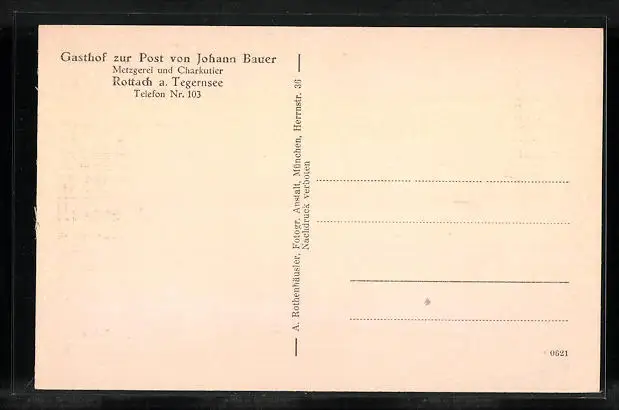 Gasthof zur Post von Johann Bauer
Metzgerei und Charkutier
Rottach a. Tegernsee
Telefon Nr. 103
A. Rothenhäusler, Fotogr. Anstalt, München, Herrnstr. 36
Nachdruck verboten
0621